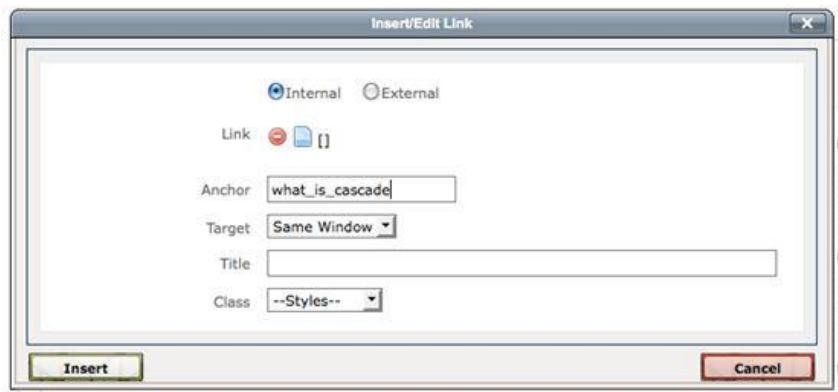 Insert/Edit Link
Internal External
Link []
Anchor what_is_cascade
Target Same Window
Title
Class --Styles--
Insert Cancel